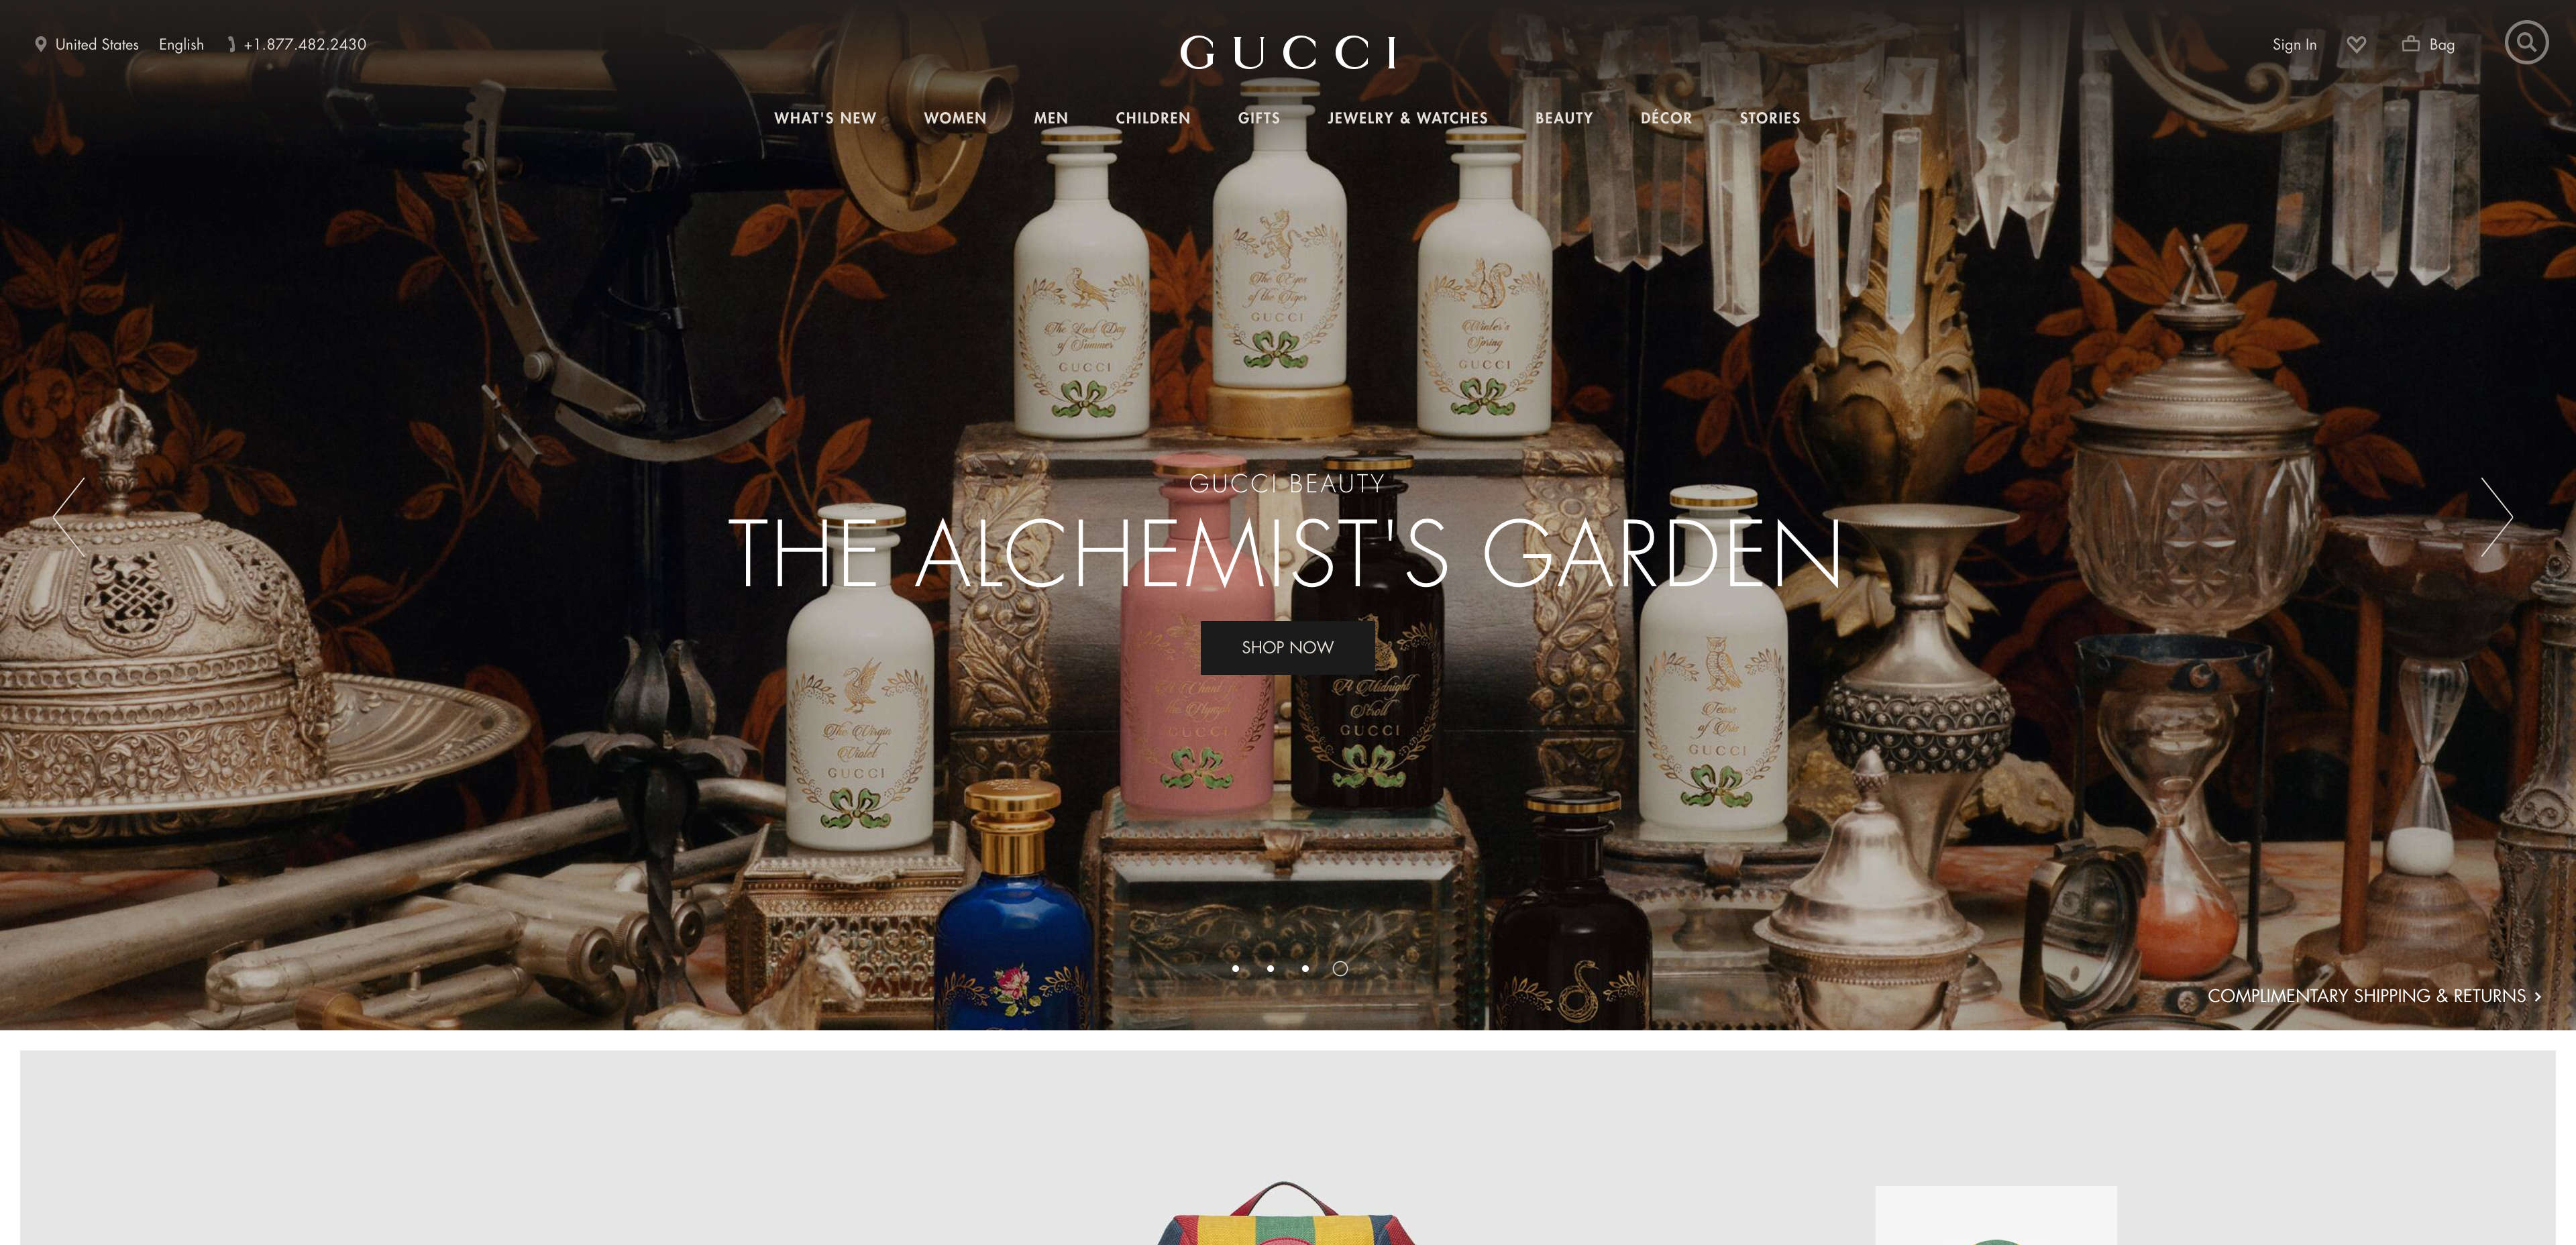 United States English +1.877.482.2430
GUCCI
Sign In Bag
WHAT'S NEW WOMEN MEN CHILDREN GIFTS JEWELRY & WATCHES BEAUTY DÉCOR STORIES
The Eyes
of the Tiger
GUCCI
The Last Day
of Summer
GUCCI
Winter's
Spring
GUCCI
GUCCI BEAUTY
THE ALCHEMIST'S GARDEN
SHOP NOW
The Virgin
Violet
GUCCI
A Chant for
the Nymph
GUCCI
A Midnight
Stroll
GUCCI
Tears
of Iris
GUCCI
COMPLIMENTARY SHIPPING & RETURNS